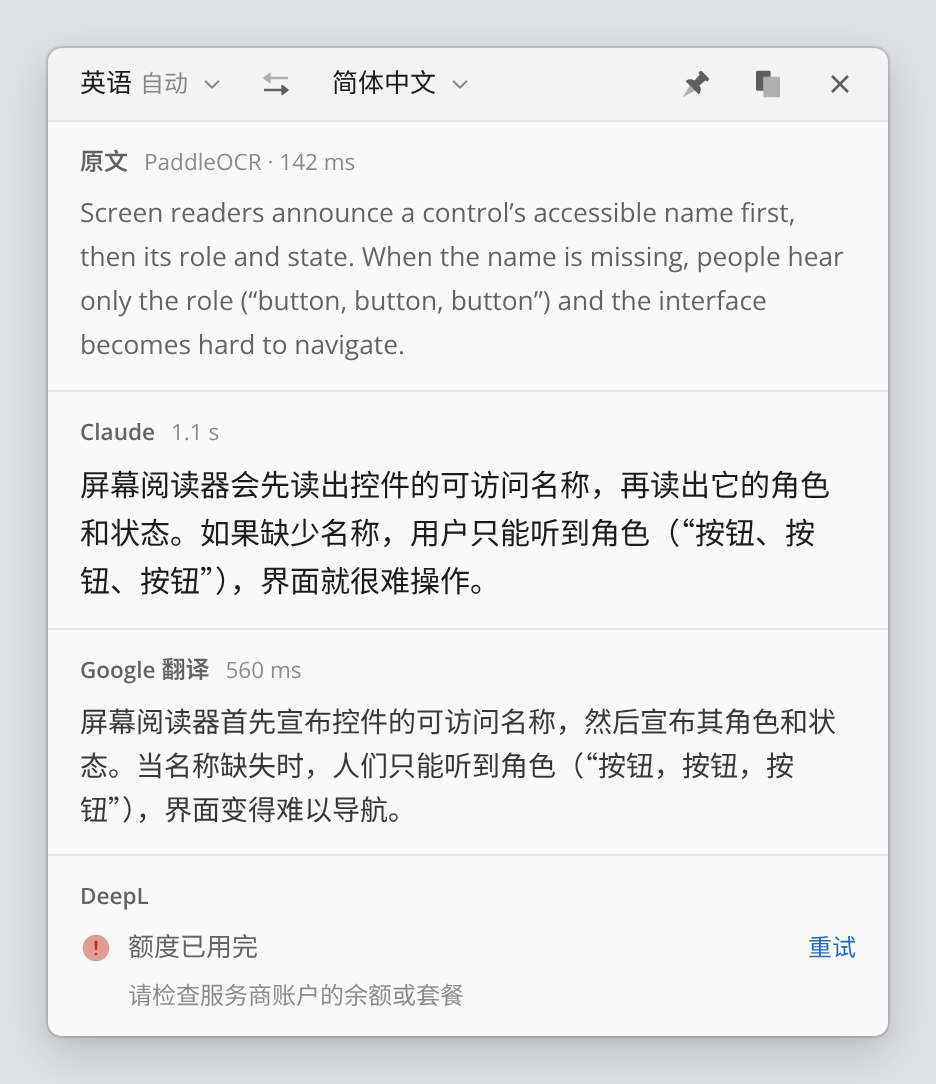 英语 自动 简体中文
原文 PaddleOCR · 142 ms
Screen readers announce a control’s accessible name first,
then its role and state. When the name is missing, people hear
only the role (“button, button, button”) and the interface
becomes hard to navigate.
Claude 1.1 s
屏幕阅读器会先读出控件的可访问名称，再读出它的角色
和状态。如果缺少名称，用户只能听到角色（“按钮、按
钮、按钮”），界面就很难操作。
Google 翻译 560 ms
屏幕阅读器首先宣布控件的可访问名称，然后宣布其角色和状
态。当名称缺失时，人们只能听到角色（“按钮，按钮，按
钮”），界面变得难以导航。
DeepL
额度已用完 重试
请检查服务商账户的余额或套餐